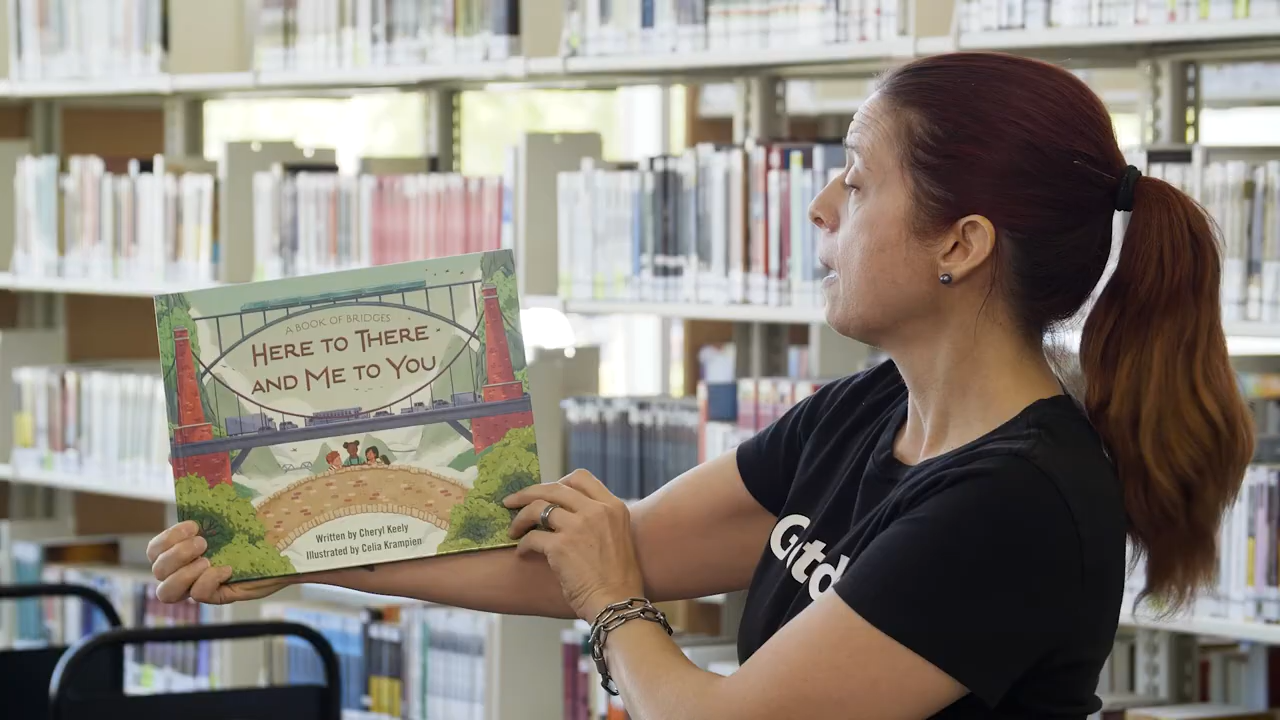 A BOOK OF BRIDGES
HERE TO THERE
AND ME TO YOU
Written by Cheryl Keely
Illustrated by Celia Krampien